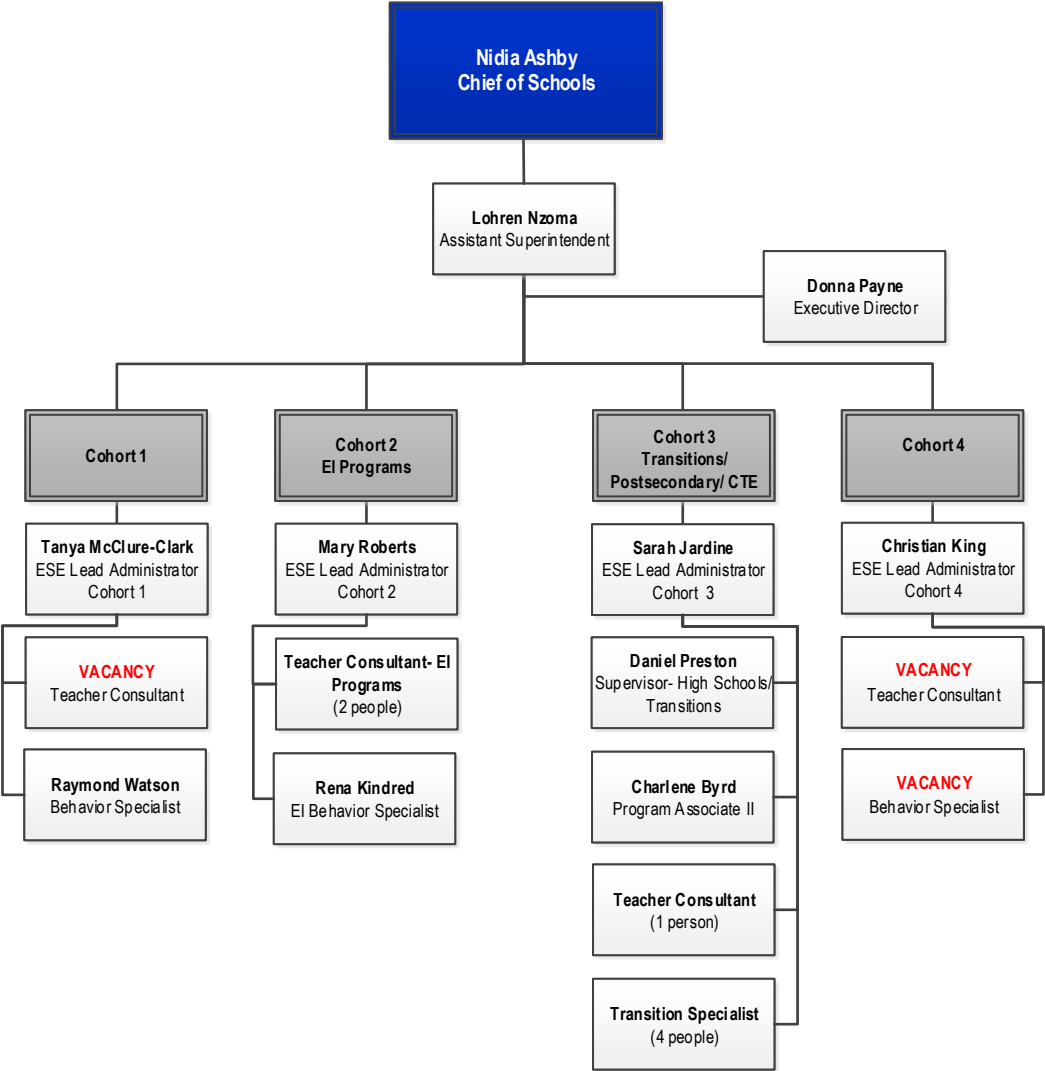 Nidia Ashby
Chief of Schools
Lohren Nzoma
Assistant Superintendent
Donna Payne
Executive Director
Cohort 1
Cohort 2
EI Programs
Cohort 3
Transitions/
Postsecondary/ CTE
Cohort 4
Tanya McClure-Clark
ESE Lead Administrator
Cohort 1
Mary Roberts
ESE Lead Administrator
Cohort 2
Sarah Jardine
ESE Lead Administrator
Cohort 3
Christian King
ESE Lead Administrator
Cohort 4
VACANCY
Teacher Consultant
Teacher Consultant- EI
Programs
(2 people)
Daniel Preston
Supervisor- High Schools/
Transitions
VACANCY
Teacher Consultant
Raymond Watson
Behavior Specialist
Rena Kindred
EI Behavior Specialist
Charlene Byrd
Program Associate II
VACANCY
Behavior Specialist
Teacher Consultant
(1 person)
Transition Specialist
(4 people)